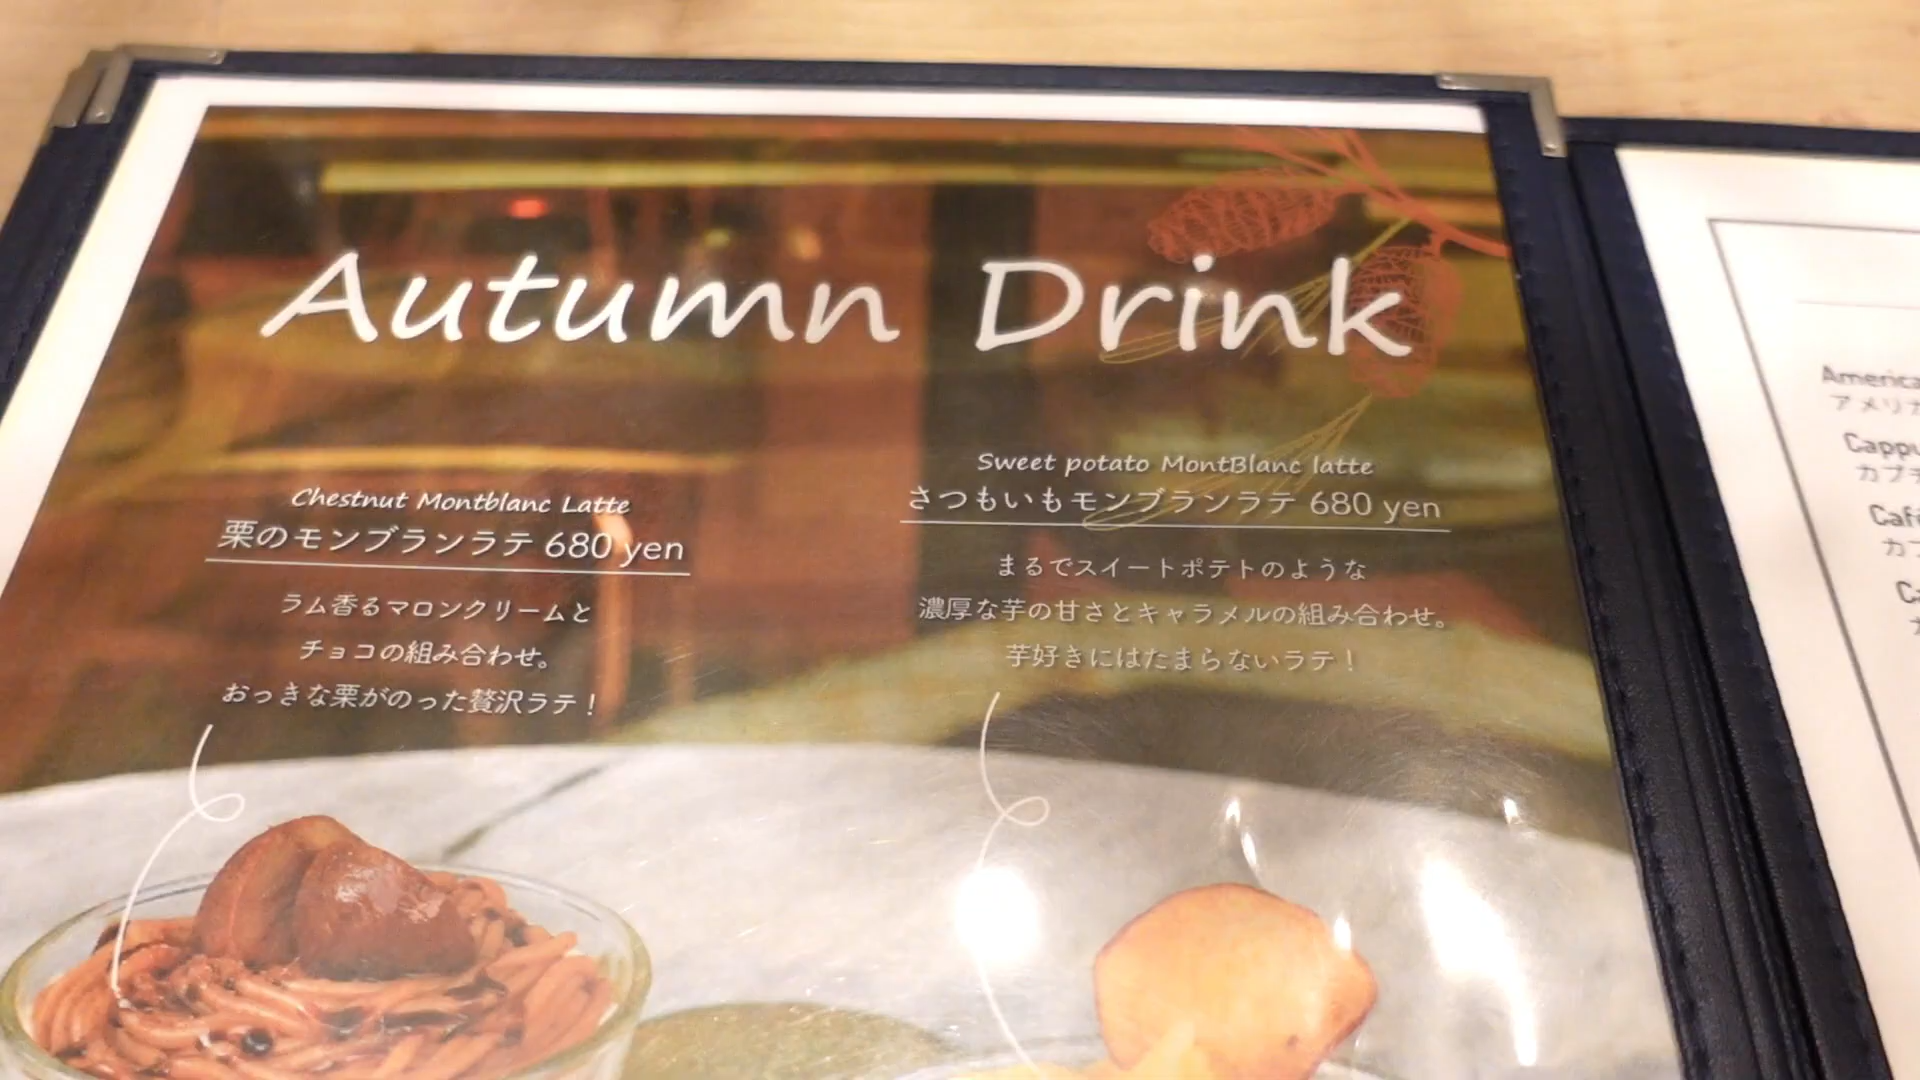 Autumn Drink
Chestnut Montblanc Latte
栗のモンブランラテ 680 yen
ラム香るマロンクリームと
チョコの組み合わせ。
おっきな栗がのった贅沢ラテ！
Sweet potato MontBlanc latte
さつもいもモンブランラテ 680 yen
まるでスイートポテトのような
濃厚な芋の甘さとキャラメルの組み合わせ。
芋好きにはたまらないラテ！